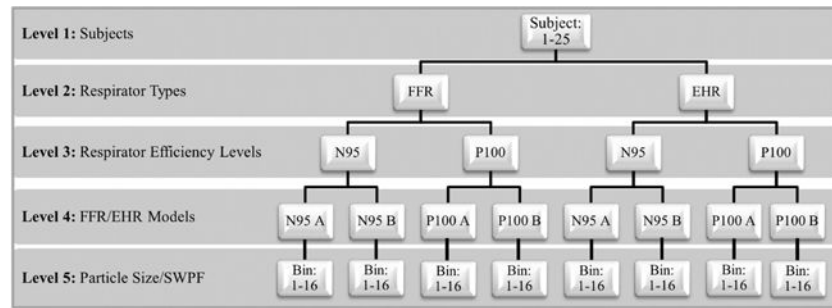 Level 1: Subjects
Subject:
1-25
Level 2: Respirator Types
FFR
EHR
Level 3: Respirator Efficiency Levels
N95
P100
N95
P100
Level 4: FFR/EHR Models
N95 A
N95 B
P100 A
P100 B
N95 A
N95 B
P100 A
P100 B
Level 5: Particle Size/SWPF
Bin:
1-16
Bin:
1-16
Bin:
1-16
Bin:
1-16
Bin:
1-16
Bin:
1-16
Bin:
1-16
Bin:
1-16